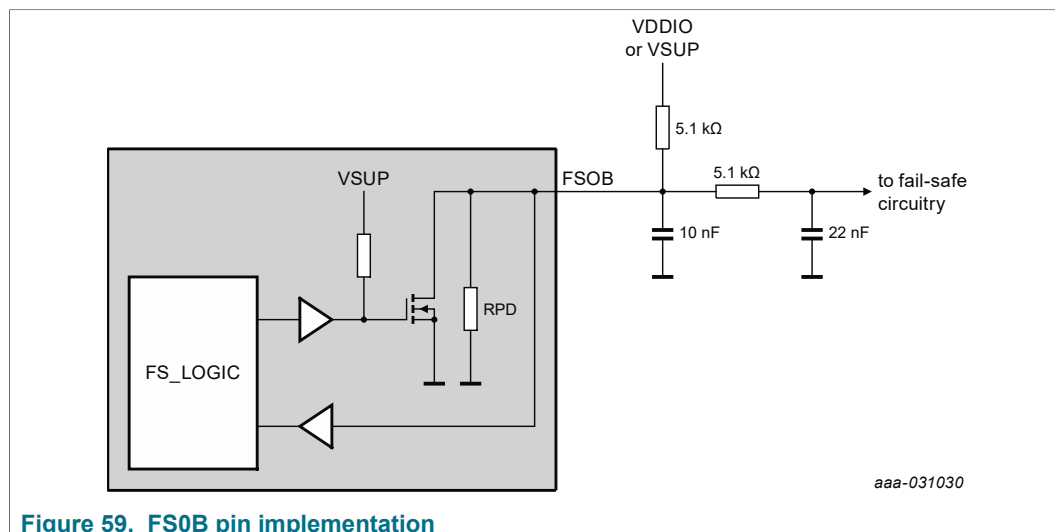 VDDIO
or VSUP
5.1 kΩ
VSUP
FSOB
5.1 kΩ
to fail-safe
circuitry
10 nF
22 nF
RPD
FS_LOGIC
aaa-031030
Figure 59. FS0B pin implementation